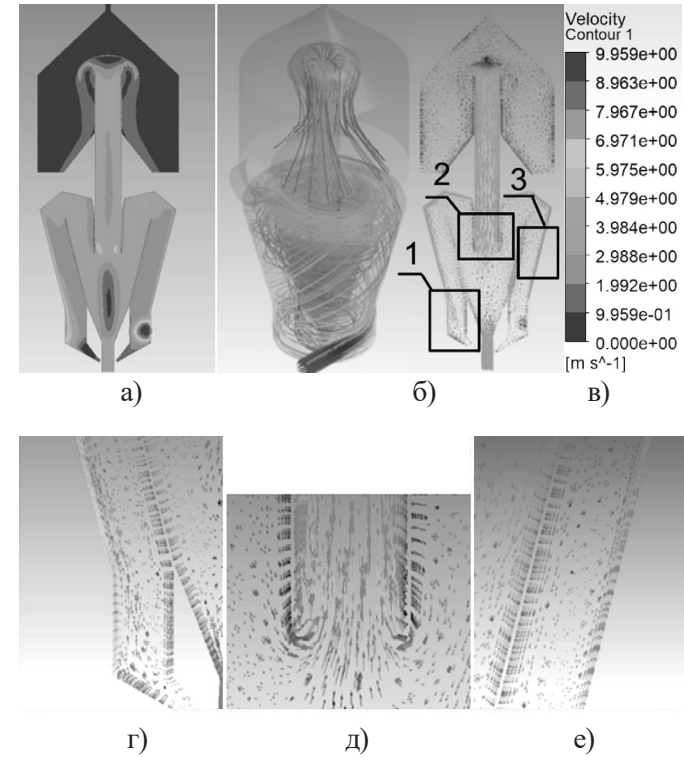 Velocity
Contour 1
9.959e+00
8.963e+00
7.967e+00
6.971e+00
5.975e+00
4.979e+00
3.984e+00
2.988e+00
1.992e+00
9.959e-01
0.000e+00
[m s^-1]
2
3
1
а)
б)
в)
г)
д)
е)